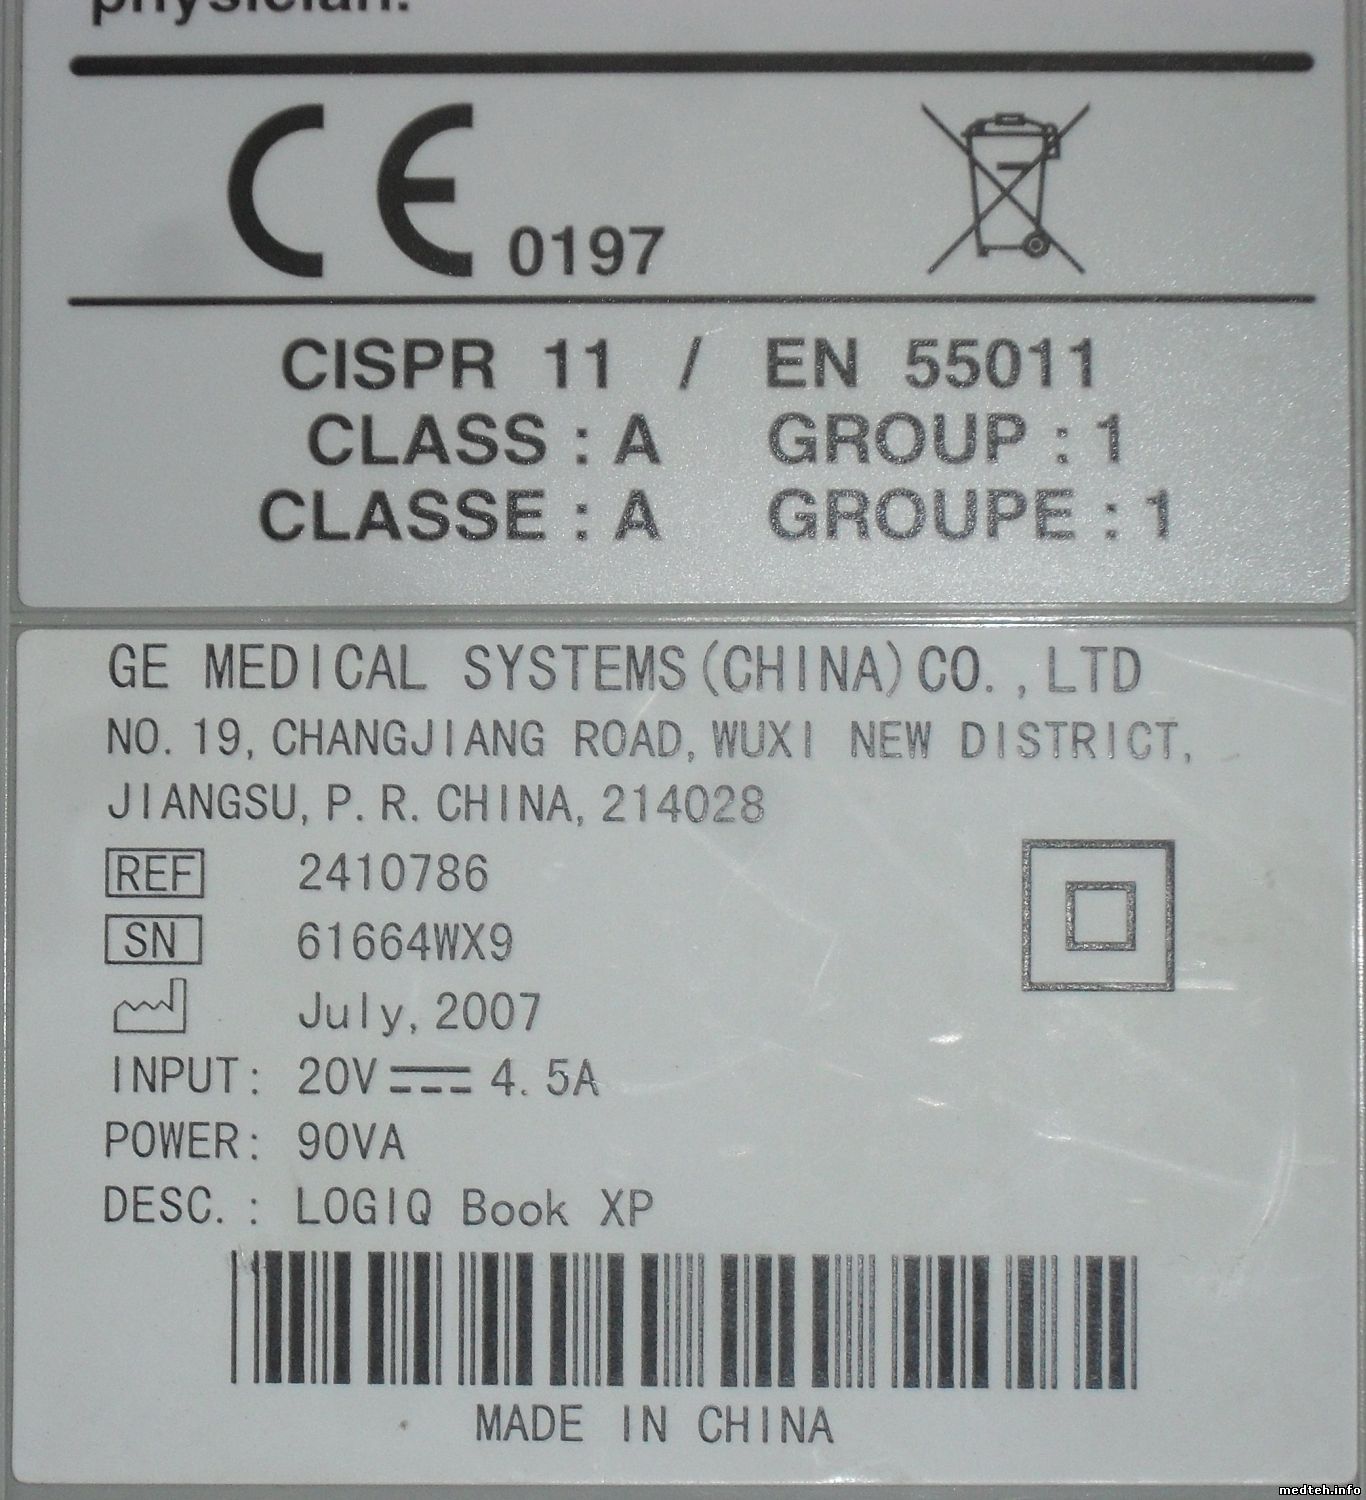 physician.
CE 0197
CISPR 11 / EN 55011
CLASS : A GROUP : 1
CLASSE : A GROUPE : 1
GE MEDICAL SYSTEMS(CHINA)CO.,LTD
NO.19, CHANGJIANG ROAD, WUXI NEW DISTRICT,
JIANGSU, P.R.CHINA, 214028
REF 2410786
SN 61664WX9
July, 2007
INPUT: 20V 4.5A
POWER: 90VA
DESC.: LOGIQ Book XP
MADE IN CHINA
medteh.info